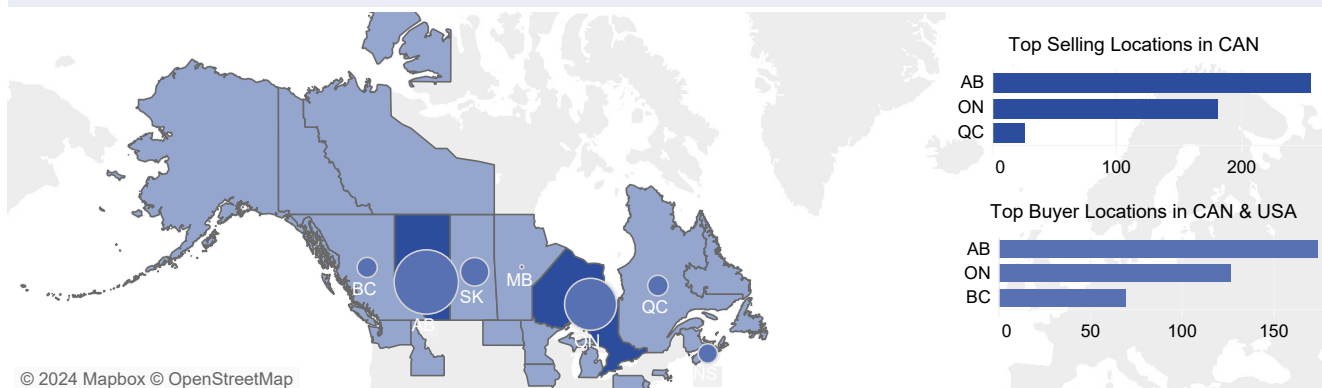 Top Selling Locations in CAN
AB
ON
QC
0 100 200
Top Buyer Locations in CAN & USA
AB
ON
BC
0 50 100 150
BC
AB
SK
MB
ON
QC
NS
© 2024 Mapbox © OpenStreetMap